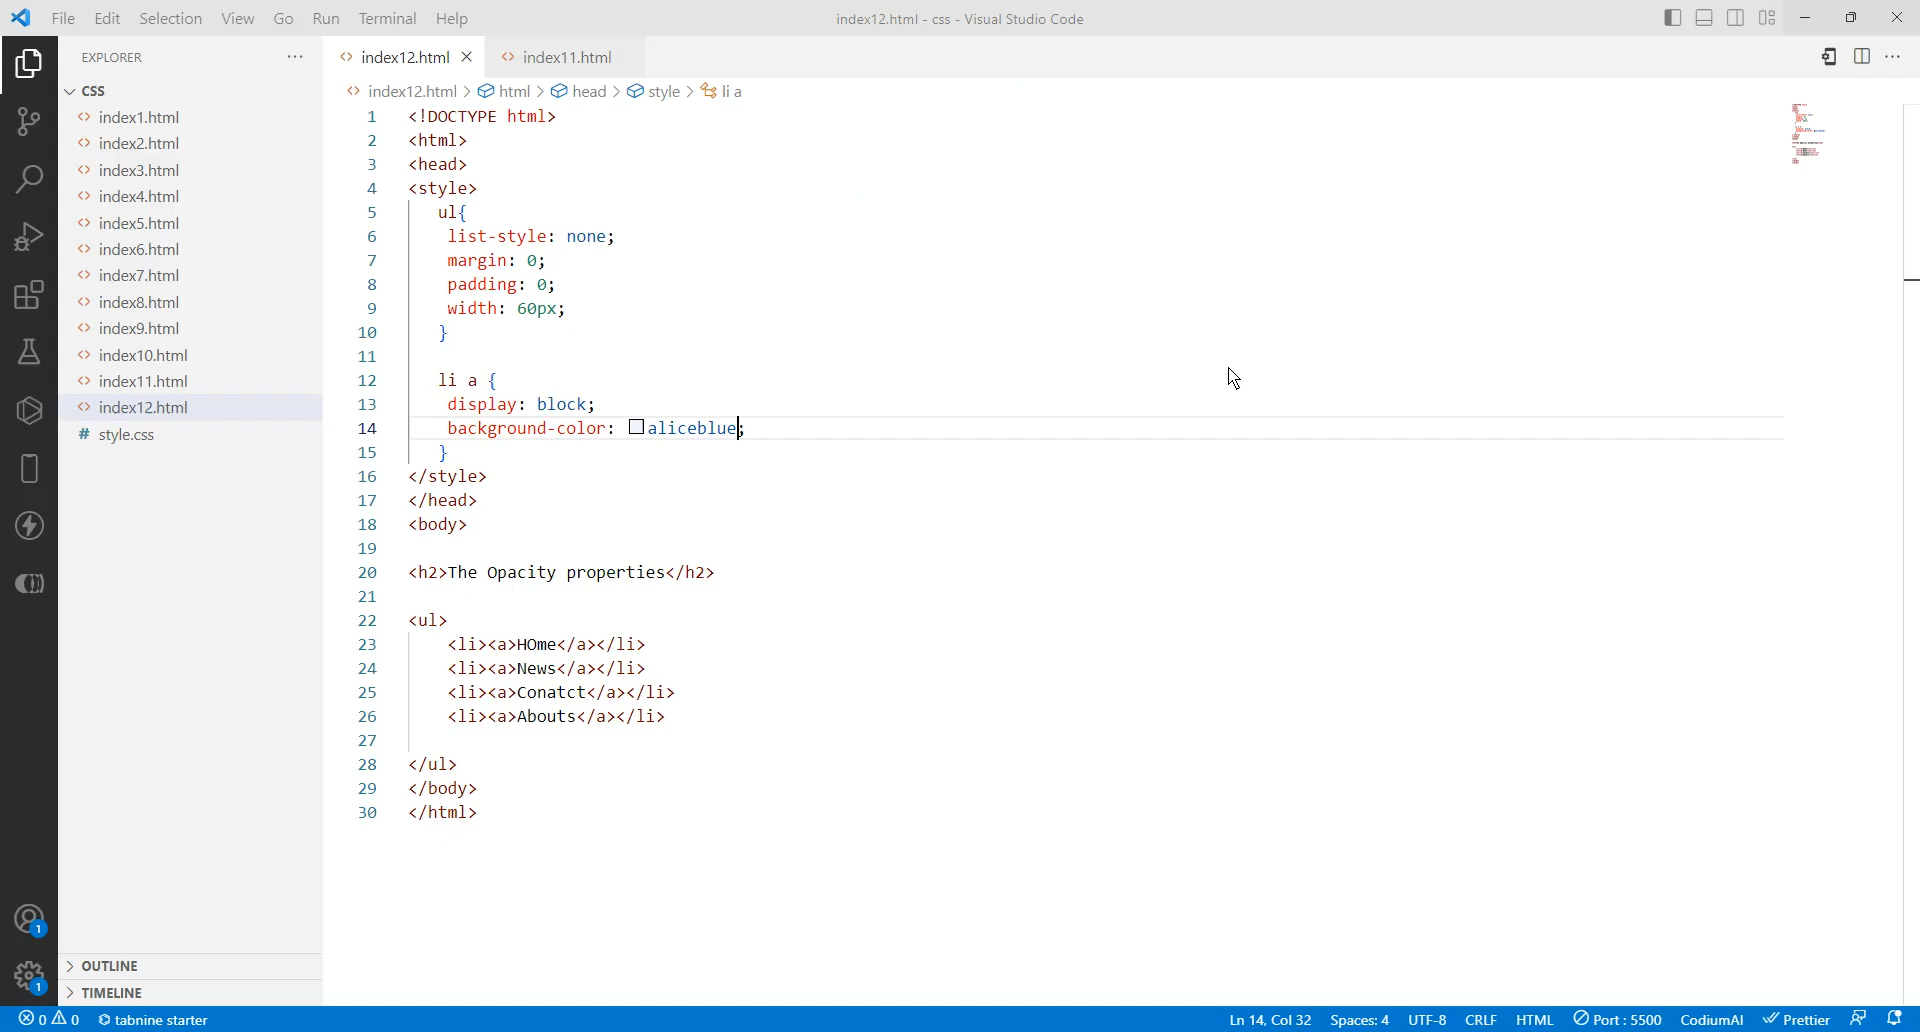 File Edit Selection View Go Run Terminal Help
index12.html - css - Visual Studio Code
EXPLORER
CSS
index1.html
index2.html
index3.html
index4.html
index5.html
index6.html
index7.html
index8.html
index9.html
index10.html
index11.html
index12.html
# style.css
OUTLINE
TIMELINE
index12.html
index11.html
index12.html > html > head > style > li a
1 <!DOCTYPE html>
2 <html>
3 <head>
4 <style>
5 ul{
6 list-style: none;
7 margin: 0;
8 padding: 0;
9 width: 60px;
10 }
11
12 li a {
13 display: block;
14 background-color: aliceblue;
15 }
16 </style>
17 </head>
18 <body>
19
20 <h2>The Opacity properties</h2>
21
22 <ul>
23 <li><a>HOme</a></li>
24 <li><a>News</a></li>
25 <li><a>Conatct</a></li>
26 <li><a>Abouts</a></li>
27
28 </ul>
29 </body>
30 </html>
1
1
0 0 tabnine starter
Ln 14, Col 32 Spaces: 4 UTF-8 CRLF HTML Port : 5500 CodiumAI Prettier